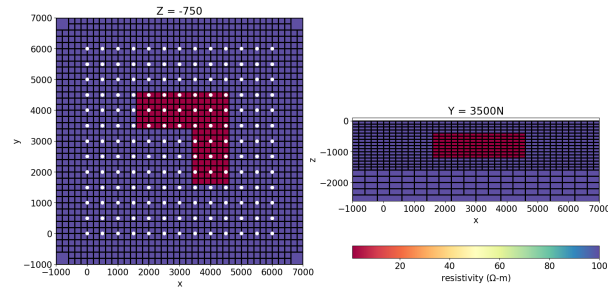 Z = -750
7000
6000
5000
4000
3000
2000
1000
0
−1000
y
−1000 0 1000 2000 3000 4000 5000 6000 7000
x
Y = 3500N
0
−1000
−2000
z
−1000 0 1000 2000 3000 4000 5000 6000 7000
x
20 40 60 80 100
resistivity (Ω-m)